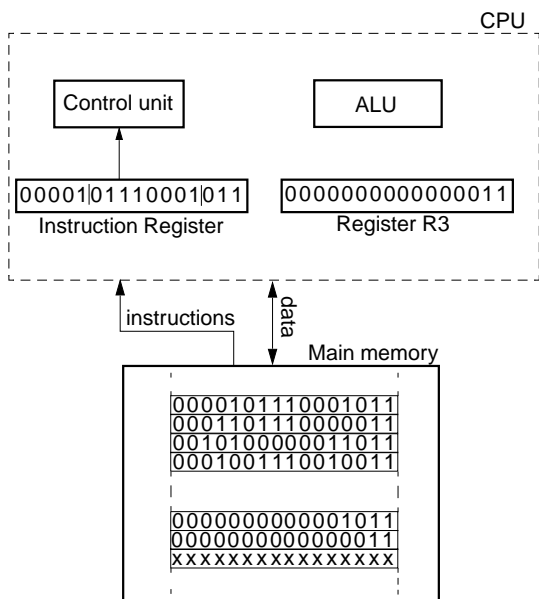 CPU
Control unit
ALU
00001|01110001|011
0000000000000011
Instruction Register
Register R3
instructions
data
Main memory
0000101110001011
0001101110000011
0010100000011011
0001001110010011
0000000000001011
0000000000000011
xxxxxxxxxxxxxxxx